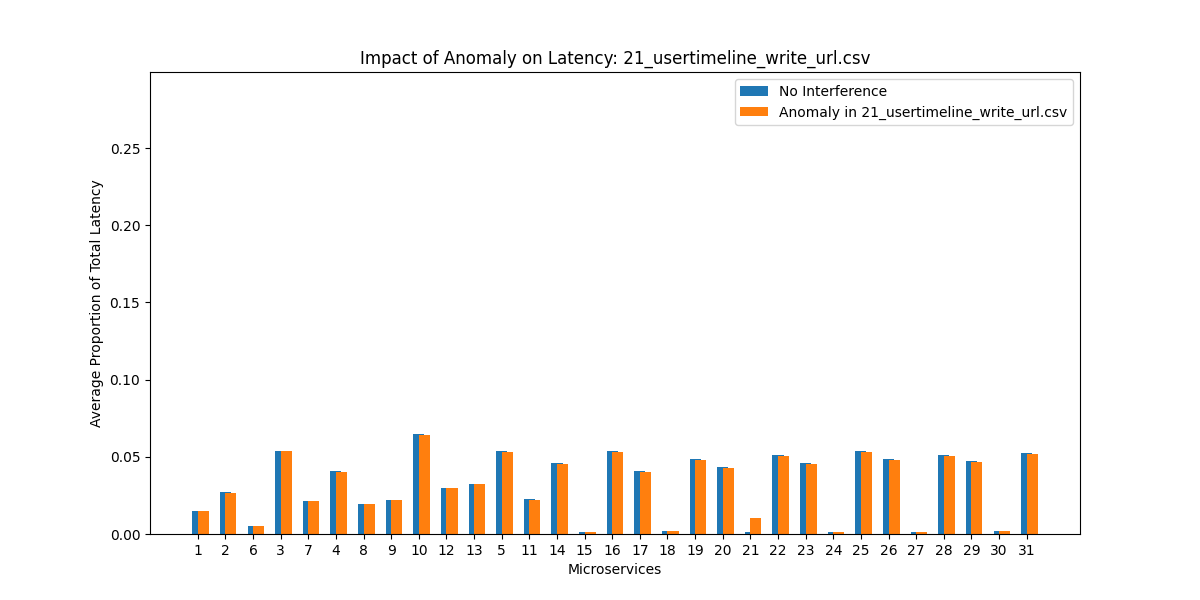 Impact of Anomaly on Latency: 21_usertimeline_write_url.csv
No Interference
Anomaly in 21_usertimeline_write_url.csv
Average Proportion of Total Latency
0.25
0.20
0.15
0.10
0.05
0.00
1 2 6 3 7 4 8 9 10 12 13 5 11 14 15 16 17 18 19 20 21 22 23 24 25 26 27 28 29 30 31
Microservices